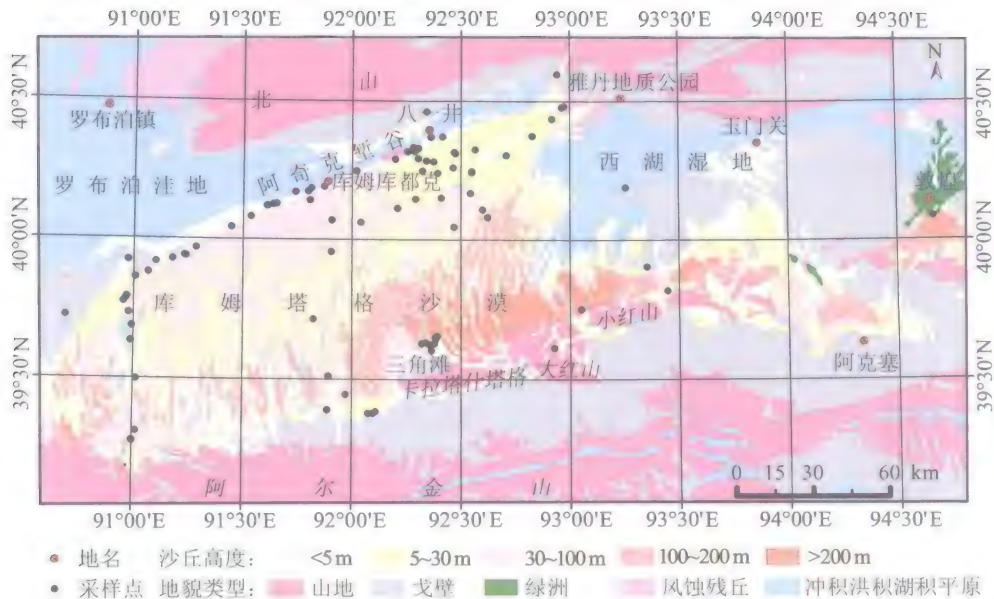 91°00'E 91°30'E 92°00'E 92°30'E 93°00'E 93°30'E 94°00'E 94°30'E
40°30'N 40°30'N
N
北 山
雅丹地质公园
八一井
罗布泊镇
玉门关
阿奇克堑谷
罗布泊洼地
库姆库都克
西湖湿地
敦煌
40°00'N 40°00'N
库姆塔格沙漠
小红山
三角滩
大红山
阿克塞
卡拉塔什塔格
39°30'N 39°30'N
0 15 30 60 km
阿尔金山
91°00'E 91°30'E 92°00'E 92°30'E 93°00'E 93°30'E 94°00'E 94°30'E
地名 沙丘高度: <5 m 5~30 m 30~100 m 100~200 m >200 m
采样点 地貌类型: 山地 戈壁 绿洲 风蚀残丘 冲积洪积湖积平原